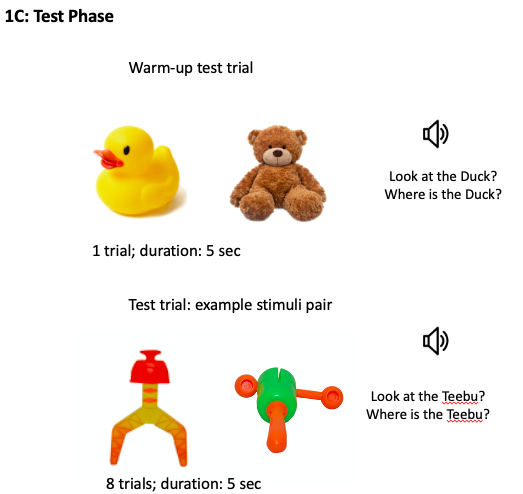 1C: Test Phase
Warm-up test trial
Look at the Duck?
Where is the Duck?
1 trial; duration: 5 sec
Test trial: example stimuli pair
Look at the Teebu?
Where is the Teebu?
8 trials; duration: 5 sec